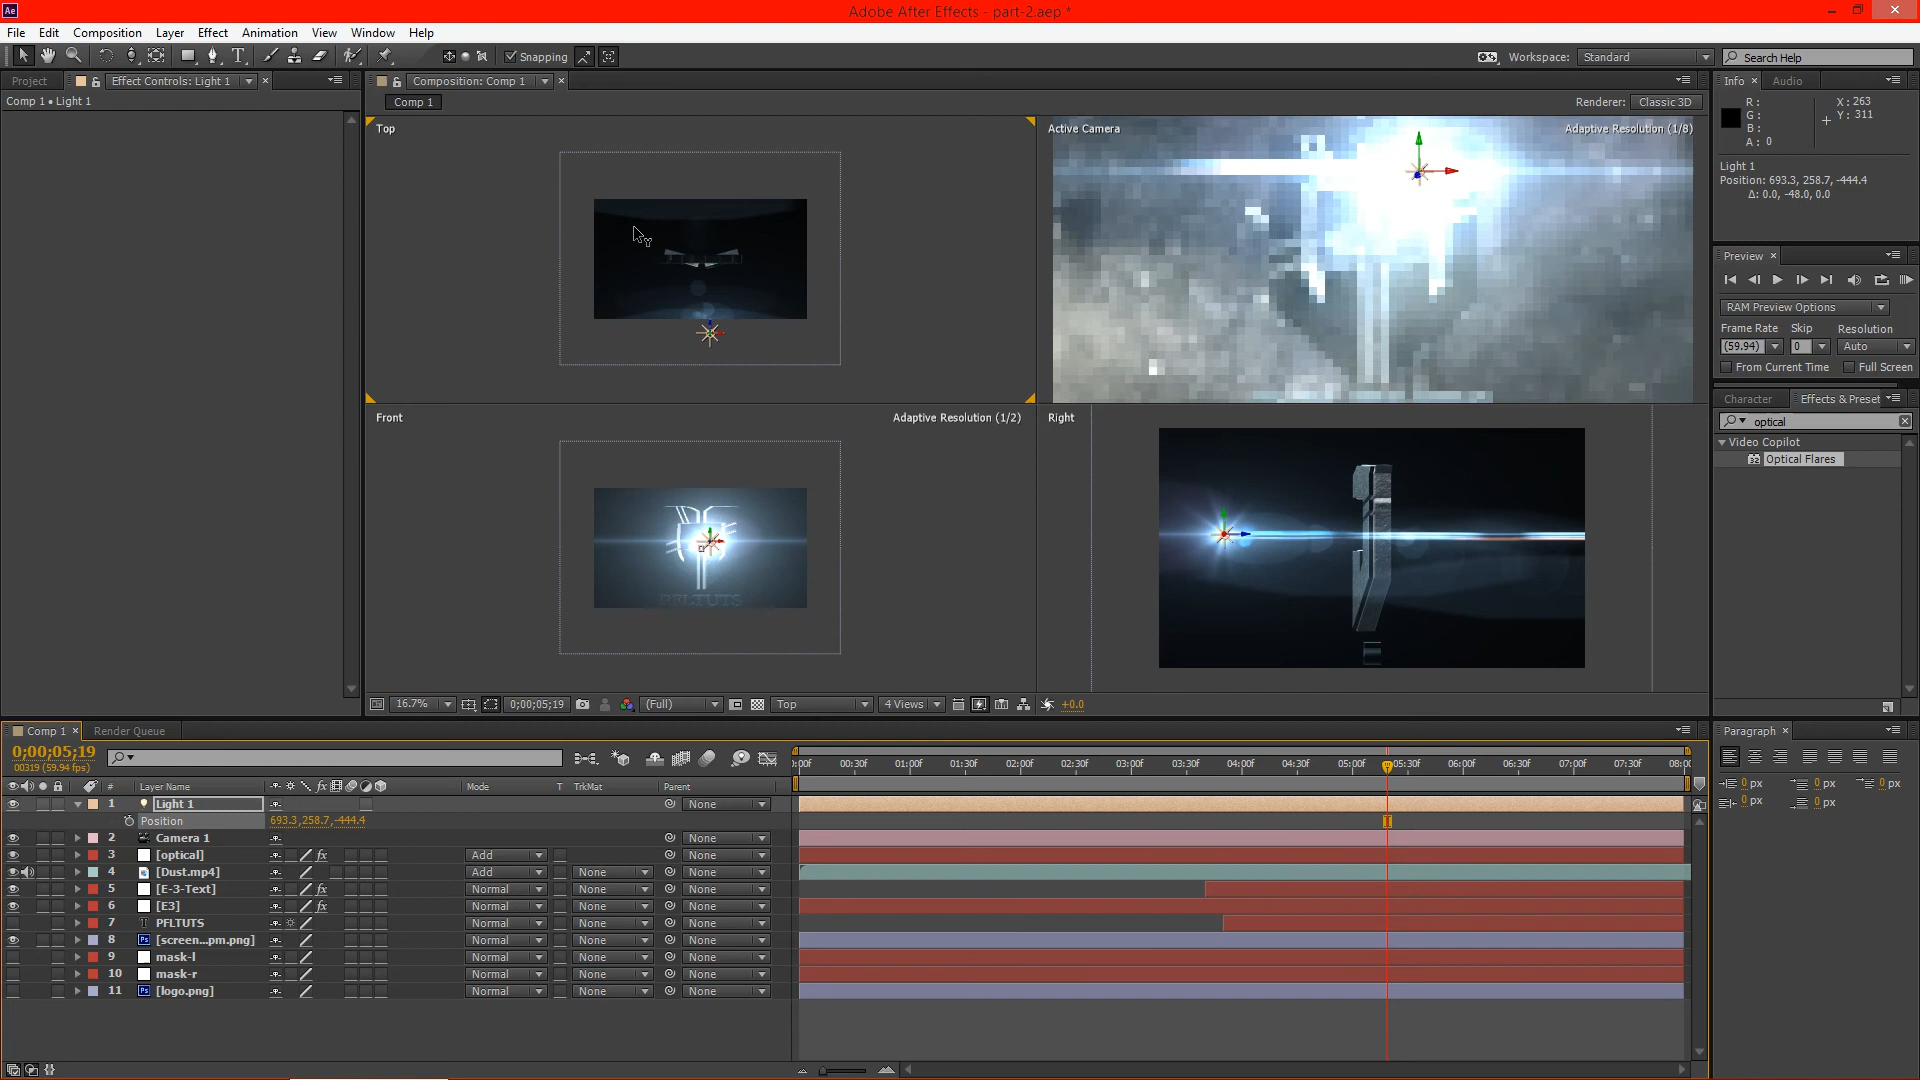 Ae
Adobe After Effects - part-2.aep *
File Edit Composition Layer Effect Animation View Window Help
Snapping
Workspace: Standard
Search Help
Project
Effect Controls: Light 1
Comp 1 • Light 1
Composition: Comp 1
Comp 1
Renderer: Classic 3D
Top
Active Camera
Adaptive Resolution (1/8)
Front
Adaptive Resolution (1/2)
Right
PFLTUTS
16.7%
0;00;05;19
(Full)
Top
4 Views
+0.0
Info
Audio
R :
G :
B :
A : 0
X : 263
Y : 311
Light 1
Position: 693.3, 258.7, -444.4
Δ: 0.0, -48.0, 0.0
Preview
RAM Preview Options
Frame Rate Skip Resolution
(59.94) 0 Auto
From Current Time Full Screen
Character
Effects & Preset
optical
Video Copilot
32 Optical Flares
Paragraph
0 px 0 px 0 px
0 px 0 px
Comp 1
Render Queue
0;00;05;19
00319 (59.94 fps)
# Layer Name fx Mode T TrkMat Parent
:00f 00:30f 01:00f 01:30f 02:00f 02:30f 03:00f 03:30f 04:00f 04:30f 05:00f 05:30f 06:00f 06:30f 07:00f 07:30f 08:00f
1 Light 1 None
Position 693.3,258.7,-444.4
2 Camera 1 None
3 [optical] fx Add None
4 [Dust.mp4] Add None None
5 [E-3-Text] fx Normal None None
6 [E3] fx Normal None None
7 T PFLTUTS Normal None None
8 Ps [screen...pm.png] Normal None None
9 mask-l Normal None None
10 mask-r Normal None None
11 Ps [logo.png] Normal None None